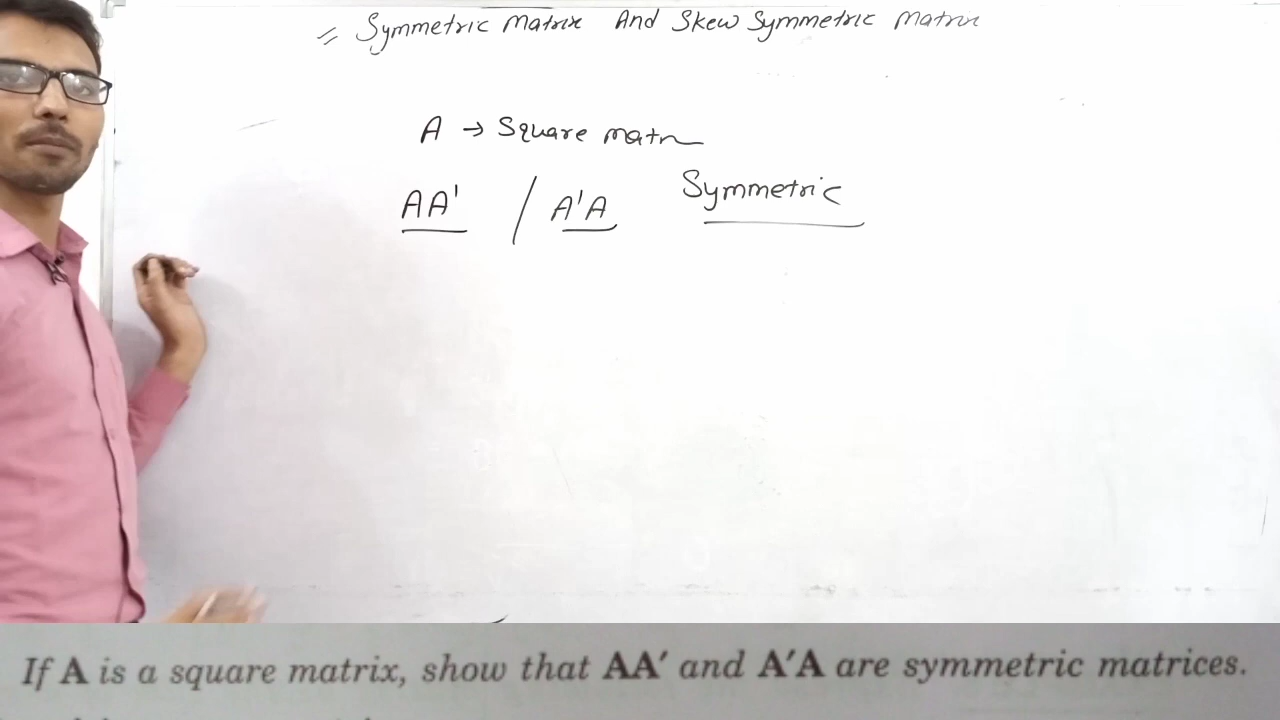 = Symmetric Matrix And Skew Symmetric Matrix
A → Square matr
AA' / A'A Symmetric
If A is a square matrix, show that AA′ and A′A are symmetric matrices.